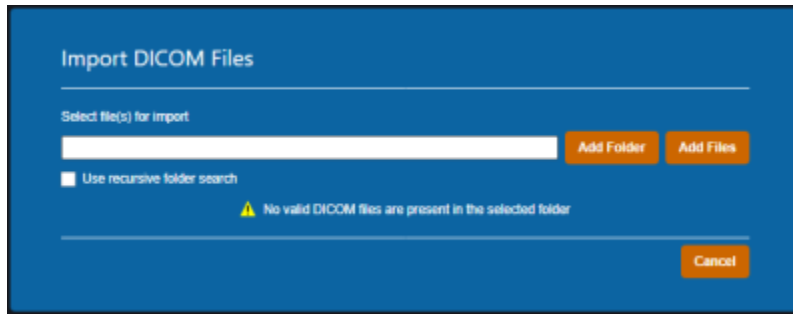 Import DICOM Files
Select file(s) for import
Add Folder
Add Files
Use recursive folder search
No valid DICOM files are present in the selected folder
Cancel